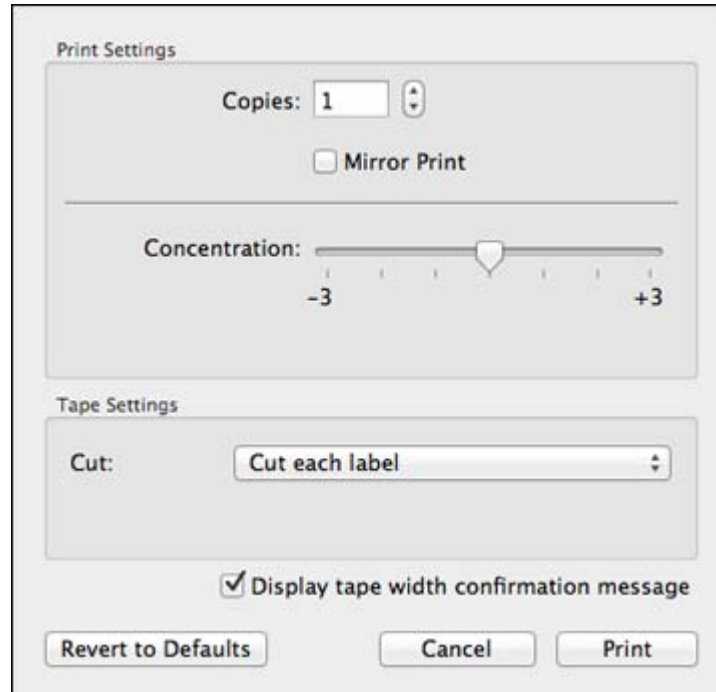 Print Settings
Copies: 1
Mirror Print
Concentration:
-3 +3
Tape Settings
Cut: Cut each label
Display tape width confirmation message
Revert to Defaults Cancel Print